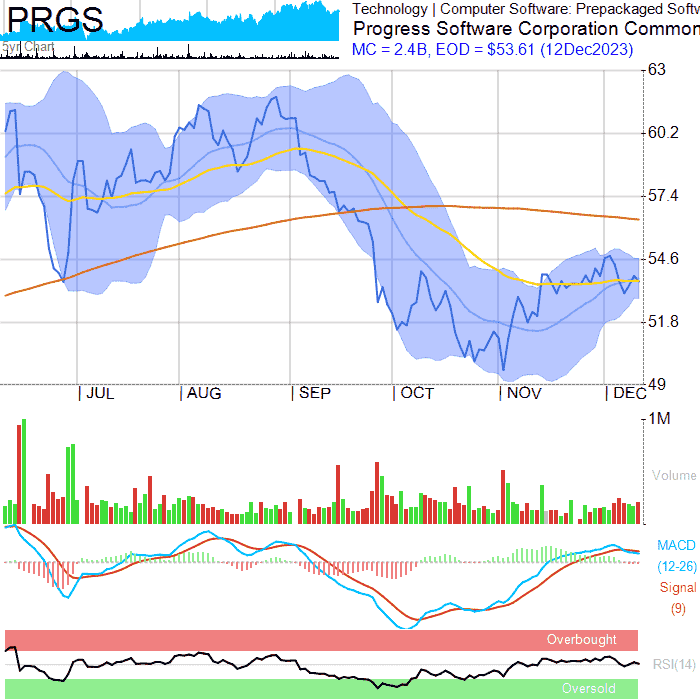 PRGS
5yr Chart
Technology | Computer Software: Prepackaged Softw
Progress Software Corporation Common
MC = 2.4B, EOD = $53.61 (12Dec2023)
63
60.2
57.4
54.6
51.8
49
| JUL
| AUG
| SEP
| OCT
| NOV
| DEC
1M
Volume
MACD
(12-26)
Signal
(9)
Overbought
RSI(14)
Oversold